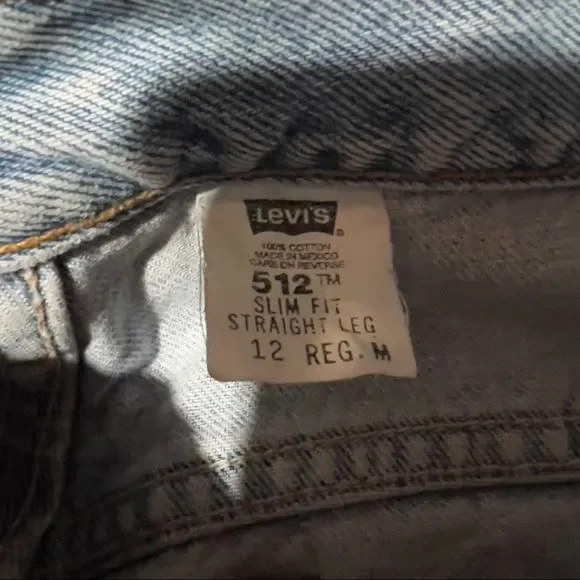 Levi's ®
100% COTTON
MADE IN MEXICO
CARE ON REVERSE
512™
SLIM FIT
STRAIGHT LEG
12 REG. M